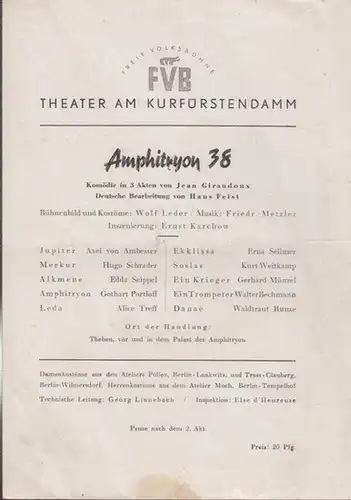 FREIE VOLKSBÜHNE
FVB
THEATER AM KURFÜRSTENDAMM
Amphitryon 38
Komödie in 3 Akten von Jean Giraudoux
Deutsche Bearbeitung von Hans Feist
Bühnenbild und Kostüme: Wolf Leder / Musik: Friedr. Metzler
Inszenierung: Ernst Karchow
Jupiter Axel von Ambesser
Merkur Hugo Schrader
Alkmene Edda Seippel
Amphitryon Gothart Portloff
Leda Alice Treff
Ekklissa Erna Sellmer
Sosias Kurt Weitkamp
Ein Krieger Gerhard Münzel
Ein Trompeter Walter Bechmann
Danaé Waldtraut Runne
Ort der Handlung:
Theben, vor und in dem Palast des Amphitryon.
Damenkostüme aus den Ateliers Pölley, Berlin-Lankwitz, und Trass-Clauberg,
Berlin-Wilmersdorf. Herrenkostüme aus dem Atelier Moch, Berlin-Tempelhof
Technische Leitung: Georg Linnebach / Inspektion: Else d'Heureuse
Pause nach dem 2. Akt
Preis: 20 Pfg.